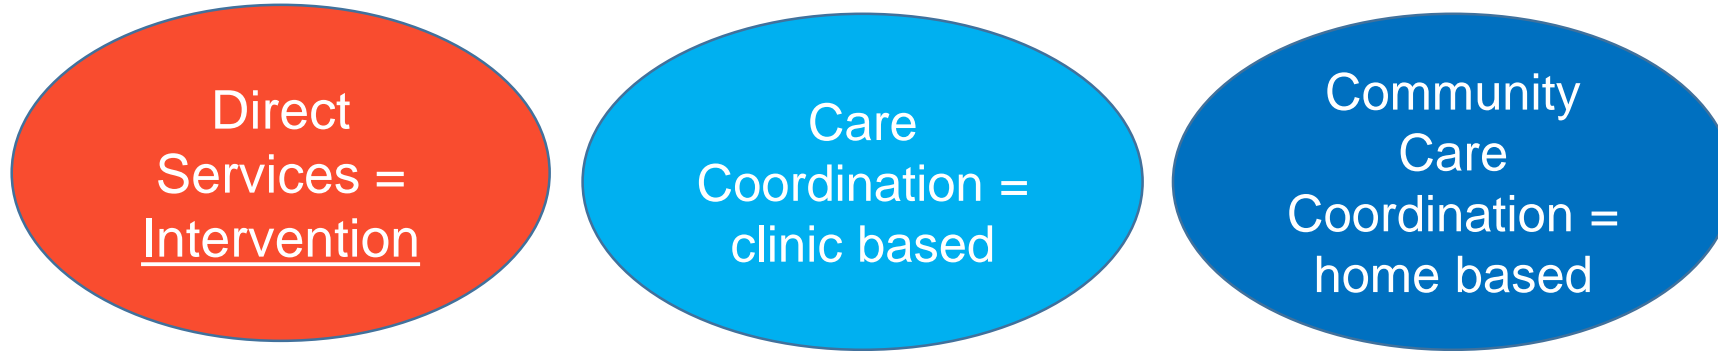 Direct
Services =
Intervention
Care
Coordination =
clinic based
Community
Care
Coordination =
home based